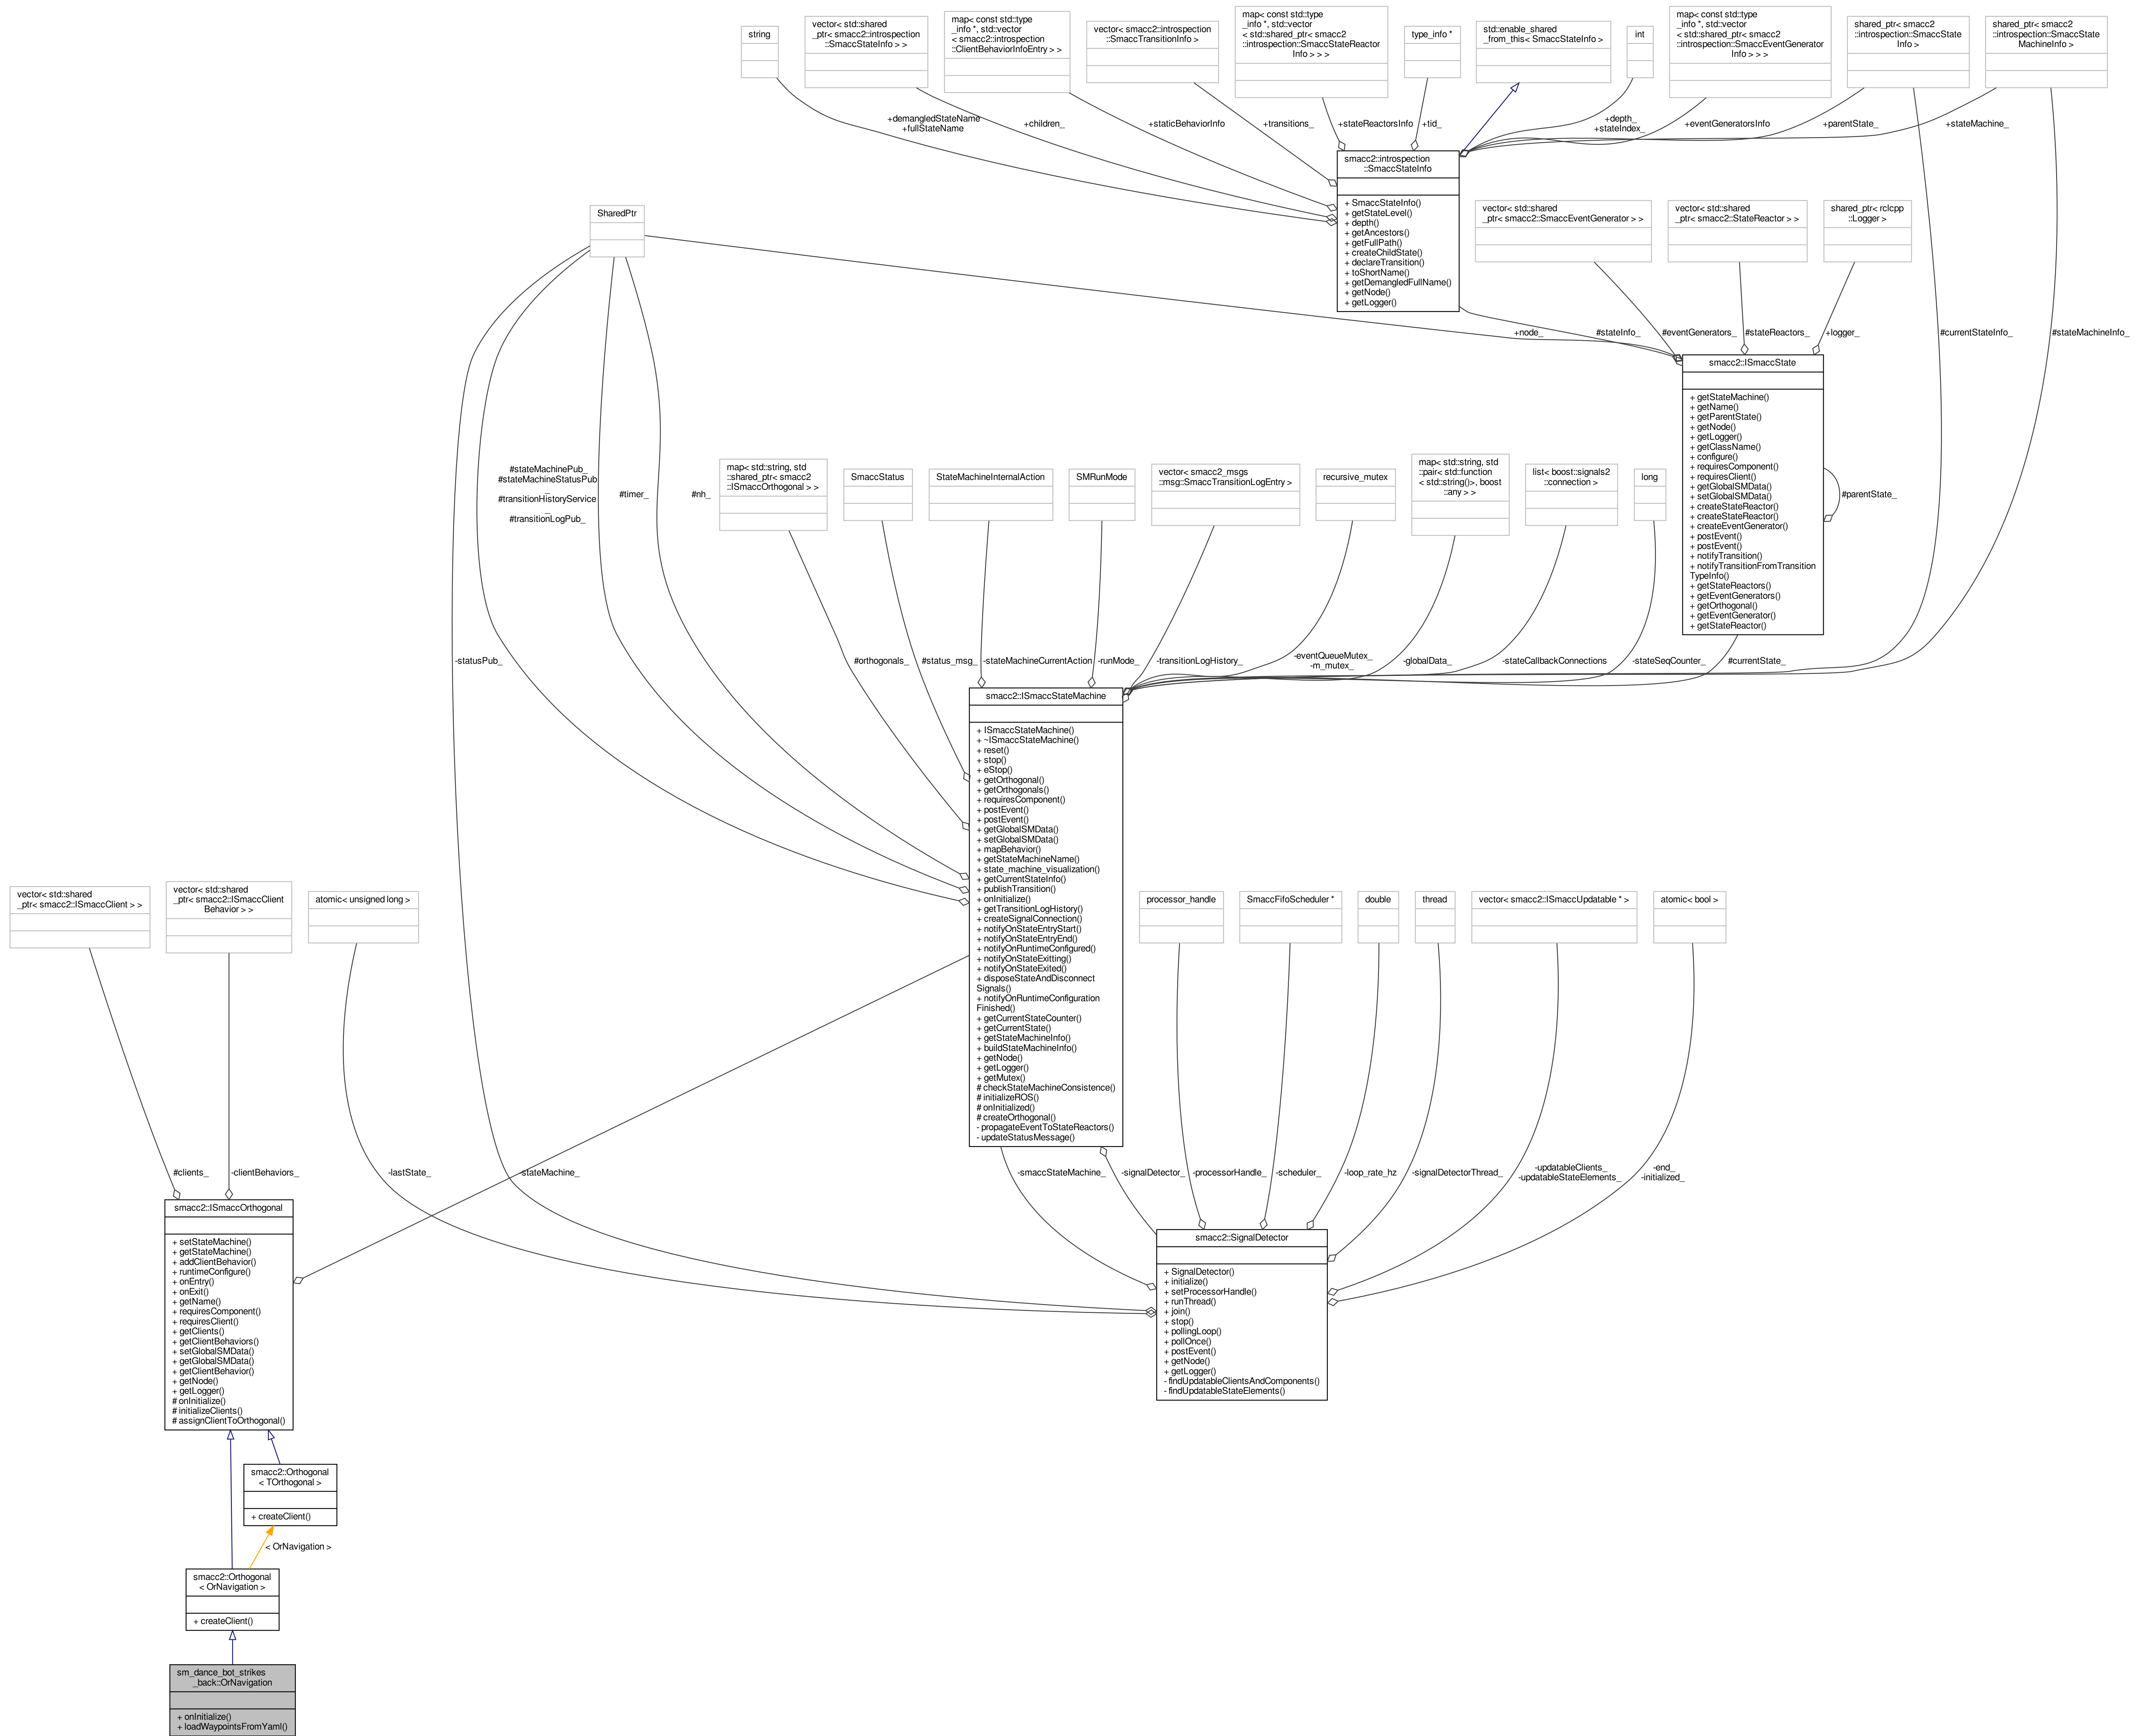 string
vector< std::shared
_ptr< smacc2::introspection
::SmaccStateInfo > >
map< const std::type
_info *, std::vector
< smacc2::introspection
::ClientBehaviorInfoEntry > >
vector< smacc2::introspection
::SmaccTransitionInfo >
map< const std::type
_info *, std::vector
< std::shared_ptr< smacc2
::introspection::SmaccStateReactor
Info > > >
type_info *
std::enable_shared
_from_this< SmaccStateInfo >
int
map< const std::type
_info *, std::vector
< std::shared_ptr< smacc2
::introspection::SmaccEventGenerator
Info > > >
shared_ptr< smacc2
::introspection::SmaccState
Info >
shared_ptr< smacc2
::introspection::SmaccState
MachineInfo >
+demangledStateName
+fullStateName
+children_
+staticBehaviorInfo
+transitions_
+stateReactorsInfo
+tid_
+depth_
+stateIndex_
+eventGeneratorsInfo
+parentState_
+stateMachine_
smacc2::introspection
::SmaccStateInfo
+ SmaccStateInfo()
+ getStateLevel()
+ depth()
+ getAncestors()
+ getFullPath()
+ createChildState()
+ declareTransition()
+ toShortName()
+ getDemangledFullName()
+ getNode()
+ getLogger()
SharedPtr
vector< std::shared
_ptr< smacc2::SmaccEventGenerator > >
vector< std::shared
_ptr< smacc2::StateReactor > >
shared_ptr< rclcpp
::Logger >
+node_
#stateInfo_
#eventGenerators_
#stateReactors_
+logger_
#currentStateInfo_
#stateMachineInfo_
smacc2::ISmaccState
+ getStateMachine()
+ getName()
+ getParentState()
+ getNode()
+ getLogger()
+ getClassName()
+ configure()
+ requiresComponent()
+ requiresClient()
+ getGlobalSMData()
+ setGlobalSMData()
+ createStateReactor()
+ createStateReactor()
+ createEventGenerator()
+ postEvent()
+ postEvent()
+ notifyTransition()
+ notifyTransitionFromTransition
TypeInfo()
+ getStateReactors()
+ getEventGenerators()
+ getOrthogonal()
+ getEventGenerator()
+ getStateReactor()
#parentState_
#stateMachinePub_
#stateMachineStatusPub
_
#transitionHistoryService
_
#transitionLogPub_
#timer_
#nh_
map< std::string, std
::shared_ptr< smacc2
::ISmaccOrthogonal > >
SmaccStatus
StateMachineInternalAction
SMRunMode
vector< smacc2_msgs
::msg::SmaccTransitionLogEntry >
recursive_mutex
map< std::string, std
::pair< std::function
< std::string()>, boost
::any > >
list< boost::signals2
::connection >
long
-statusPub_
#orthogonals_
#status_msg_
-stateMachineCurrentAction
-runMode_
-transitionLogHistory_
-eventQueueMutex_
-m_mutex_
-globalData_
-stateCallbackConnections
-stateSeqCounter_
#currentState_
smacc2::ISmaccStateMachine
+ ISmaccStateMachine()
+ ~ISmaccStateMachine()
+ reset()
+ stop()
+ eStop()
+ getOrthogonal()
+ getOrthogonals()
+ requiresComponent()
+ postEvent()
+ postEvent()
+ getGlobalSMData()
+ setGlobalSMData()
+ mapBehavior()
+ getStateMachineName()
+ state_machine_visualization()
+ getCurrentStateInfo()
+ publishTransition()
+ onInitialize()
+ getTransitionLogHistory()
+ createSignalConnection()
+ notifyOnStateEntryStart()
+ notifyOnStateEntryEnd()
+ notifyOnRuntimeConfigured()
+ notifyOnStateExitting()
+ notifyOnStateExited()
+ disposeStateAndDisconnect
Signals()
+ notifyOnRuntimeConfiguration
Finished()
+ getCurrentStateCounter()
+ getCurrentState()
+ getStateMachineInfo()
+ buildStateMachineInfo()
+ getNode()
+ getLogger()
+ getMutex()
# checkStateMachineConsistence()
# initializeROS()
# onInitialized()
# createOrthogonal()
- propagateEventToStateReactors()
- updateStatusMessage()
vector< std::shared
_ptr< smacc2::ISmaccClient > >
vector< std::shared
_ptr< smacc2::ISmaccClient
Behavior > >
atomic< unsigned long >
processor_handle
SmaccFifoScheduler *
double
thread
vector< smacc2::ISmaccUpdatable * >
atomic< bool >
#clients_
-clientBehaviors_
-lastState_
-stateMachine_
-smaccStateMachine_
-signalDetector_
-processorHandle_
-scheduler_
-loop_rate_hz
-signalDetectorThread_
-updatableClients_
-updatableStateElements_
-end_
-initialized_
smacc2::ISmaccOrthogonal
+ setStateMachine()
+ getStateMachine()
+ addClientBehavior()
+ runtimeConfigure()
+ onEntry()
+ onExit()
+ getName()
+ requiresComponent()
+ requiresClient()
+ getClients()
+ getClientBehaviors()
+ setGlobalSMData()
+ getGlobalSMData()
+ getClientBehavior()
+ getNode()
+ getLogger()
# onInitialize()
# initializeClients()
# assignClientToOrthogonal()
smacc2::SignalDetector
+ SignalDetector()
+ initialize()
+ setProcessorHandle()
+ runThread()
+ join()
+ stop()
+ pollingLoop()
+ pollOnce()
+ postEvent()
+ getNode()
+ getLogger()
- findUpdatableClientsAndComponents()
- findUpdatableStateElements()
smacc2::Orthogonal
< TOrthogonal >
+ createClient()
< OrNavigation >
smacc2::Orthogonal
< OrNavigation >
+ createClient()
sm_dance_bot_strikes
_back::OrNavigation
+ onInitialize()
+ loadWaypointsFromYaml()